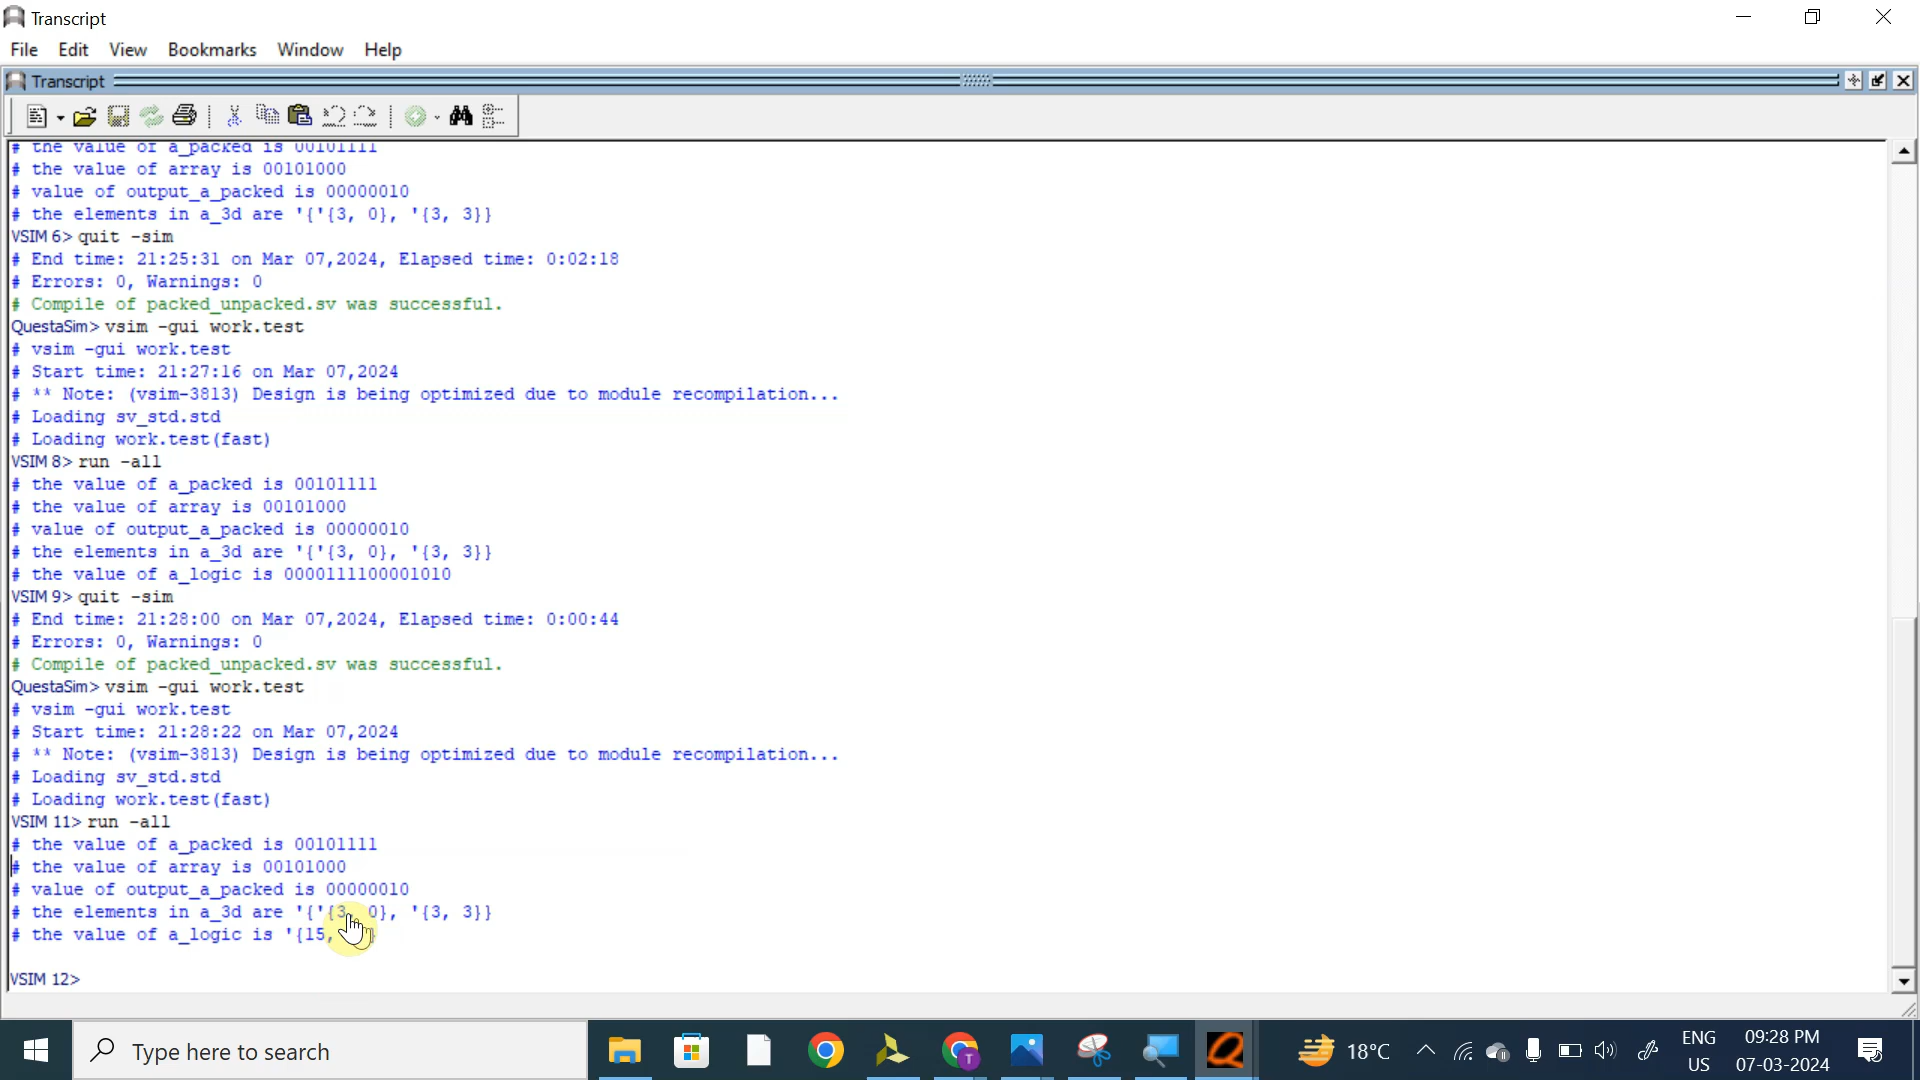 Transcript
File Edit View Bookmarks Window Help
Transcript
# the value of a_packed is 00101111
# the value of array is 00101000
# value of output_a_packed is 00000010
# the elements in a_3d are '{'{3, 0}, '{3, 3}}
VSIM 6> quit -sim
# End time: 21:25:31 on Mar 07,2024, Elapsed time: 0:02:18
# Errors: 0, Warnings: 0
# Compile of packed_unpacked.sv was successful.
QuestaSim> vsim -gui work.test
# vsim -gui work.test
# Start time: 21:27:16 on Mar 07,2024
# ** Note: (vsim-3813) Design is being optimized due to module recompilation...
# Loading sv_std.std
# Loading work.test(fast)
VSIM 8> run -all
# the value of a_packed is 00101111
# the value of array is 00101000
# value of output_a_packed is 00000010
# the elements in a_3d are '{'{3, 0}, '{3, 3}}
# the value of a_logic is 0000111100001010
VSIM 9> quit -sim
# End time: 21:28:00 on Mar 07,2024, Elapsed time: 0:00:44
# Errors: 0, Warnings: 0
# Compile of packed_unpacked.sv was successful.
QuestaSim> vsim -gui work.test
# vsim -gui work.test
# Start time: 21:28:22 on Mar 07,2024
# ** Note: (vsim-3813) Design is being optimized due to module recompilation...
# Loading sv_std.std
# Loading work.test(fast)
VSIM 11> run -all
# the value of a_packed is 00101111
# the value of array is 00101000
# value of output_a_packed is 00000010
# the elements in a_3d are '{'{3, 0}, '{3, 3}}
# the value of a_logic is '{15,
VSIM 12>
Type here to search
18°C
ENG
US
09:28 PM
07-03-2024